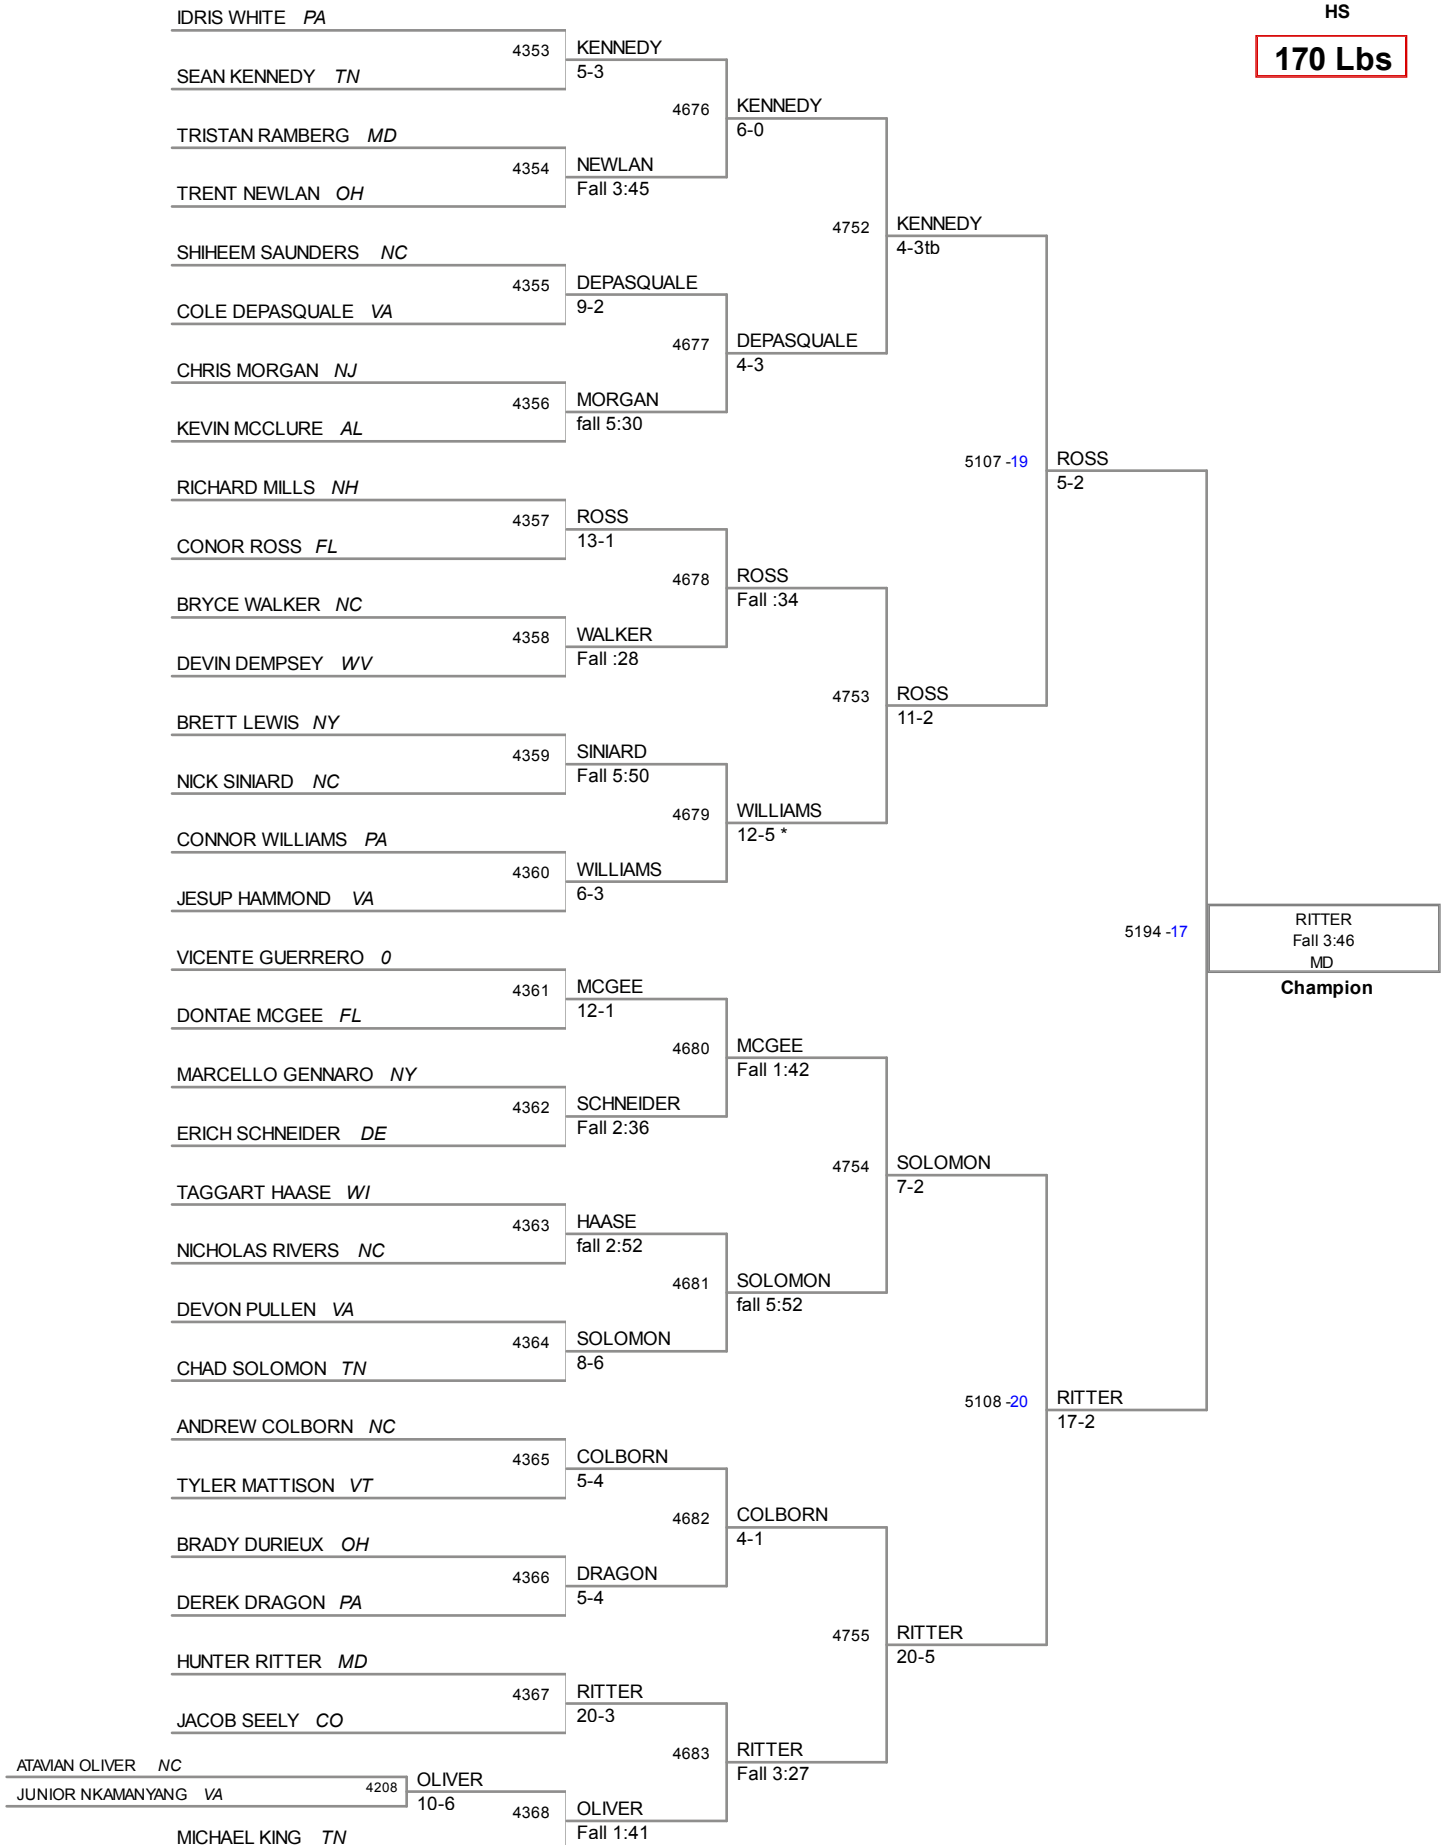 HS
170 Lbs
IDRIS WHITE PA
4353 KENNEDY
5-3
SEAN KENNEDY TN
4676 KENNEDY
6-0
TRISTAN RAMBERG MD
4354 NEWLAN
Fall 3:45
TRENT NEWLAN OH
4752 KENNEDY
4-3tb
SHIHEEM SAUNDERS NC
4355 DEPASQUALE
9-2
COLE DEPASQUALE VA
4677 DEPASQUALE
4-3
CHRIS MORGAN NJ
4356 MORGAN
fall 5:30
KEVIN MCCLURE AL
5107 -19 ROSS
5-2
RICHARD MILLS NH
4357 ROSS
13-1
CONOR ROSS FL
4678 ROSS
Fall :34
BRYCE WALKER NC
4358 WALKER
Fall :28
DEVIN DEMPSEY WV
4753 ROSS
11-2
BRETT LEWIS NY
4359 SINIARD
Fall 5:50
NICK SINIARD NC
4679 WILLIAMS
12-5 *
CONNOR WILLIAMS PA
4360 WILLIAMS
6-3
JESUP HAMMOND VA
5194 -17 RITTER
Fall 3:46
MD
Champion
VICENTE GUERRERO 0
4361 MCGEE
12-1
DONTAE MCGEE FL
4680 MCGEE
Fall 1:42
MARCELLO GENNARO NY
4362 SCHNEIDER
Fall 2:36
ERICH SCHNEIDER DE
4754 SOLOMON
7-2
TAGGART HAASE WI
4363 HAASE
fall 2:52
NICHOLAS RIVERS NC
4681 SOLOMON
fall 5:52
DEVON PULLEN VA
4364 SOLOMON
8-6
CHAD SOLOMON TN
5108 -20 RITTER
17-2
ANDREW COLBORN NC
4365 COLBORN
5-4
TYLER MATTISON VT
4682 COLBORN
4-1
BRADY DURIEUX OH
4366 DRAGON
5-4
DEREK DRAGON PA
4755 RITTER
20-5
HUNTER RITTER MD
4367 RITTER
20-3
JACOB SEELY CO
4683 RITTER
Fall 3:27
ATAVIAN OLIVER NC
4208 OLIVER
10-6
JUNIOR NKAMANYANG VA
4368 OLIVER
Fall 1:41
MICHAEL KING TN